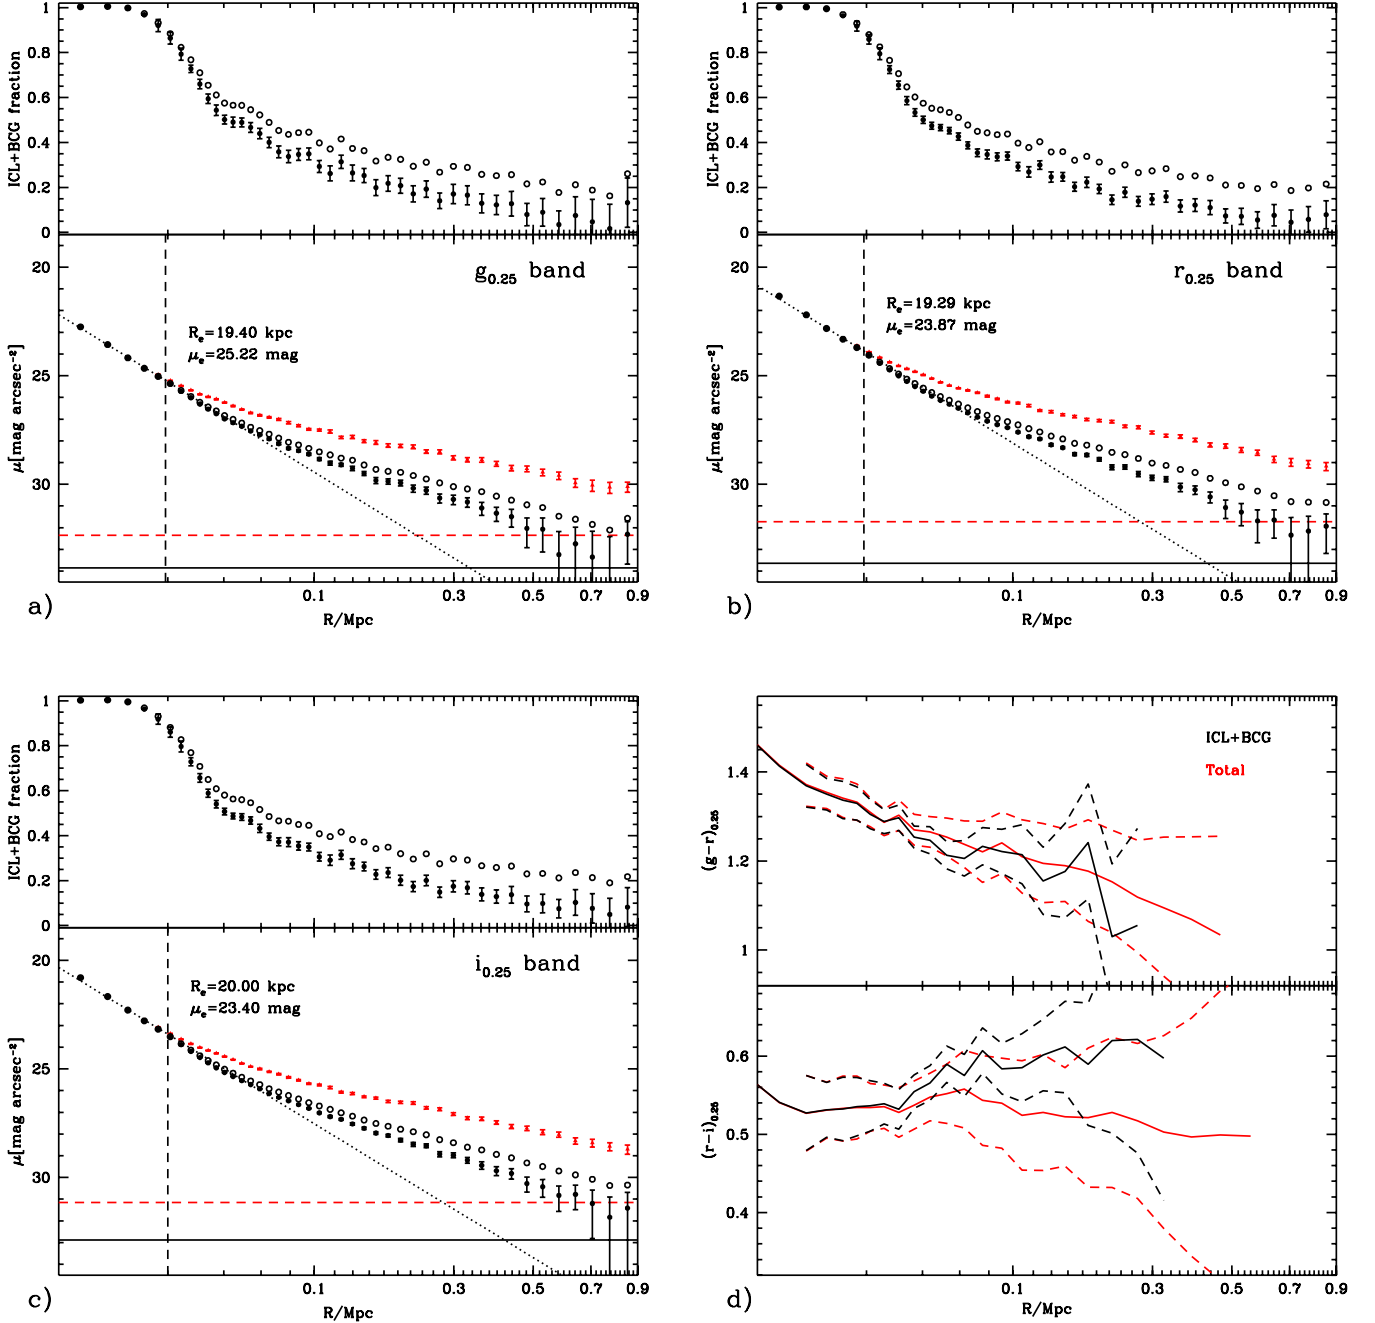 1
0.8
0.6
0.4
0.2
0
ICL+BCG fraction
g0.25 band
Re=19.40 kpc
μe=25.22 mag
20
25
30
μ[mag arcsec−2]
0.1 0.3 0.5 0.7 0.9
R/Mpc
a)
1
0.8
0.6
0.4
0.2
0
ICL+BCG fraction
r0.25 band
Re=19.29 kpc
μe=23.87 mag
20
25
30
μ[mag arcsec−2]
0.1 0.3 0.5 0.7 0.9
R/Mpc
b)
1
0.8
0.6
0.4
0.2
0
ICL+BCG fraction
i0.25 band
Re=20.00 kpc
μe=23.40 mag
20
25
30
μ[mag arcsec−2]
0.1 0.3 0.5 0.7 0.9
R/Mpc
c)
ICL+BCG
Total
1.4
1.2
1
(g−r)0.25
0.6
0.5
0.4
(r−i)0.25
0.1 0.3 0.5 0.7 0.9
R/Mpc
d)